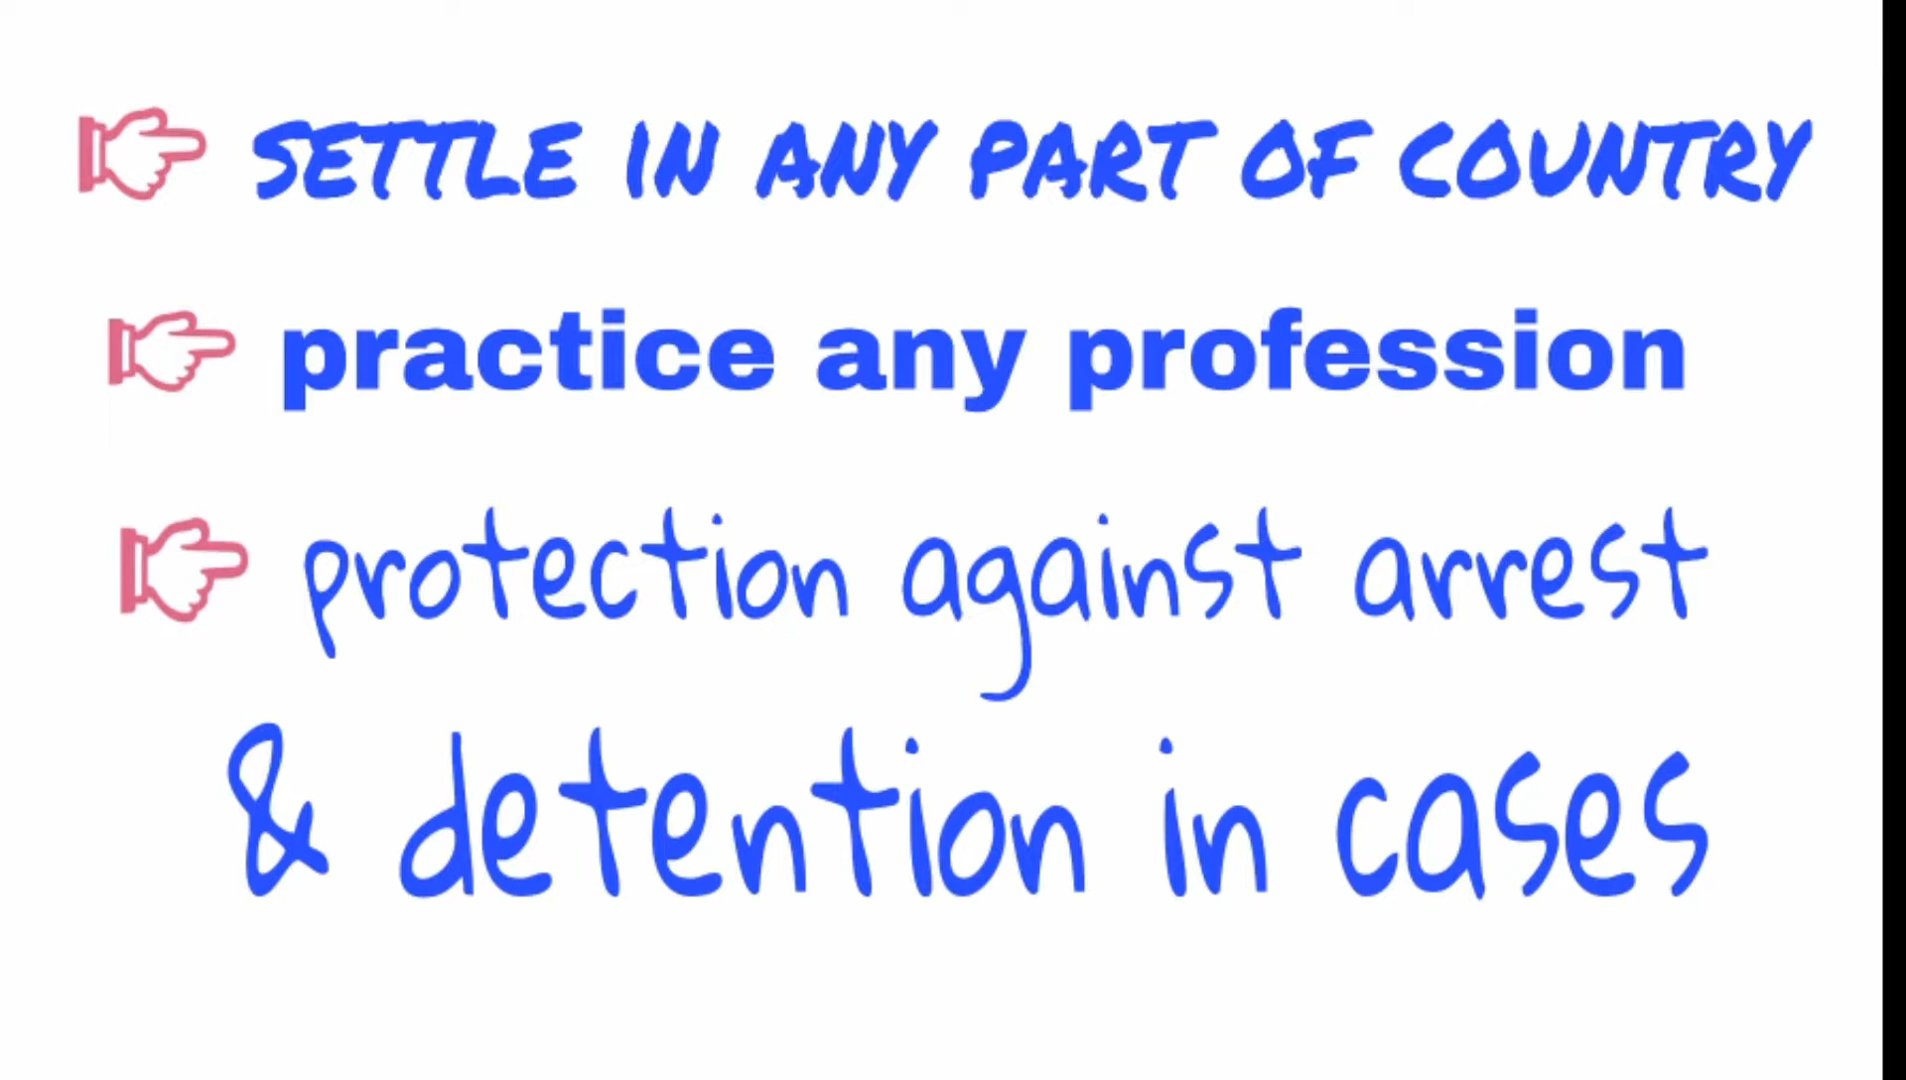 SETTLE IN ANY PART OF COUNTRY
practice any profession
protection against arrest
& detention in cases